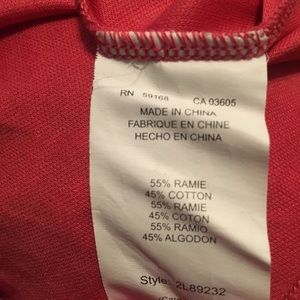 RN 59168 CA 03605
MADE IN CHINA
FABRIQUE EN CHINE
HECHO EN CHINA
55% RAMIE
45% COTTON
55% RAMIE
45% COTON
55% RAMIO
45% ALGODON
Style: 2L89232